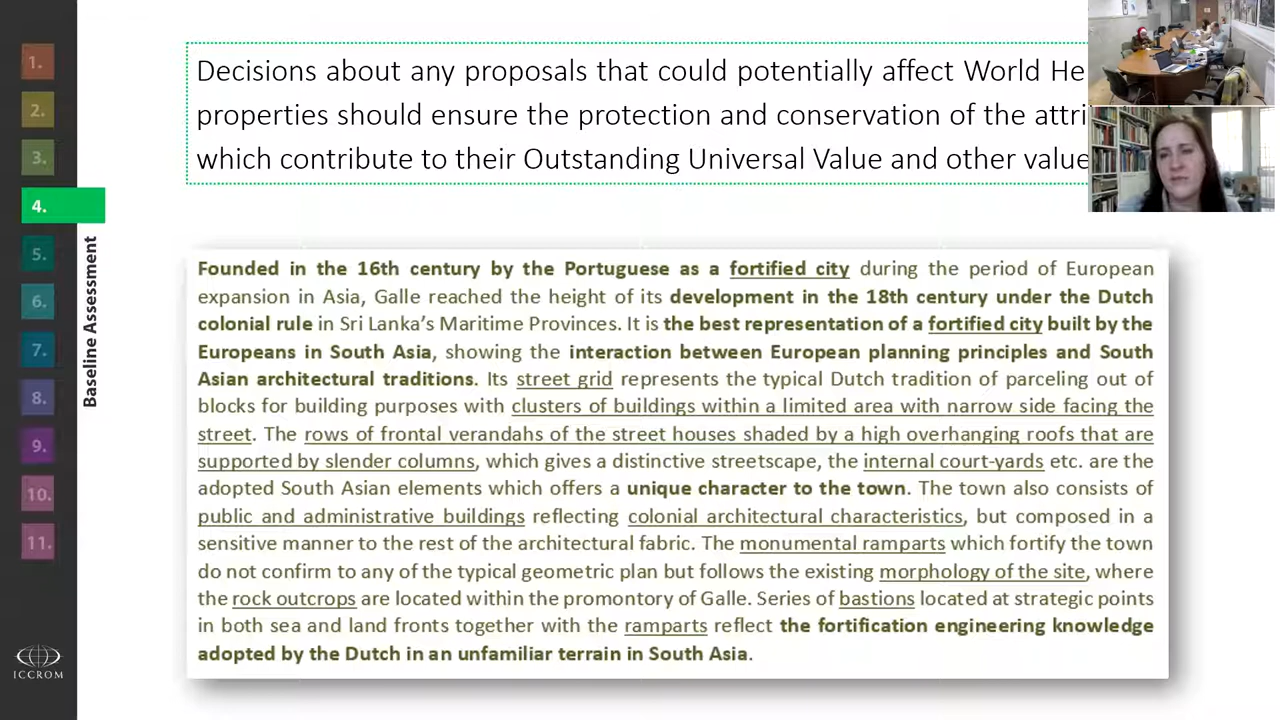 Decisions about any proposals that could potentially affect World He
properties should ensure the protection and conservation of the attri
which contribute to their Outstanding Universal Value and other value
1.
2.
3.
4.
5.
6.
7.
8.
9.
10.
11.
Baseline Assessment
Founded in the 16th century by the Portuguese as a fortified city during the period of European
expansion in Asia, Galle reached the height of its development in the 18th century under the Dutch
colonial rule in Sri Lanka's Maritime Provinces. It is the best representation of a fortified city built by the
Europeans in South Asia, showing the interaction between European planning principles and South
Asian architectural traditions. Its street grid represents the typical Dutch tradition of parceling out of
blocks for building purposes with clusters of buildings within a limited area with narrow side facing the
street. The rows of frontal verandahs of the street houses shaded by a high overhanging roofs that are
supported by slender columns, which gives a distinctive streetscape, the internal court-yards etc. are the
adopted South Asian elements which offers a unique character to the town. The town also consists of
public and administrative buildings reflecting colonial architectural characteristics, but composed in a
sensitive manner to the rest of the architectural fabric. The monumental ramparts which fortify the town
do not confirm to any of the typical geometric plan but follows the existing morphology of the site, where
the rock outcrops are located within the promontory of Galle. Series of bastions located at strategic points
in both sea and land fronts together with the ramparts reflect the fortification engineering knowledge
adopted by the Dutch in an unfamiliar terrain in South Asia.
ICCROM